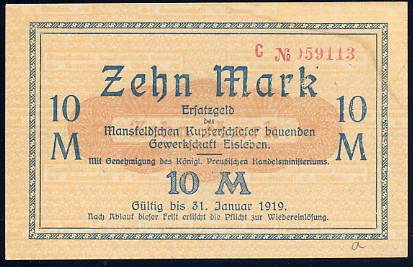 C № 059113
Zehn Mark
Ersatzgeld
der
Mansfeldschen Kupferschiefer bauenden
Gewerkschaft Eisleben.
Mit Genehmigung des Königl. Preußischen Handelsministeriums.
10 M
10 M
10 M
Gültig bis 31. Januar 1919.
Nach Ablauf dieser Frist erlischt die Pflicht zur Wiedereinlösung.
a